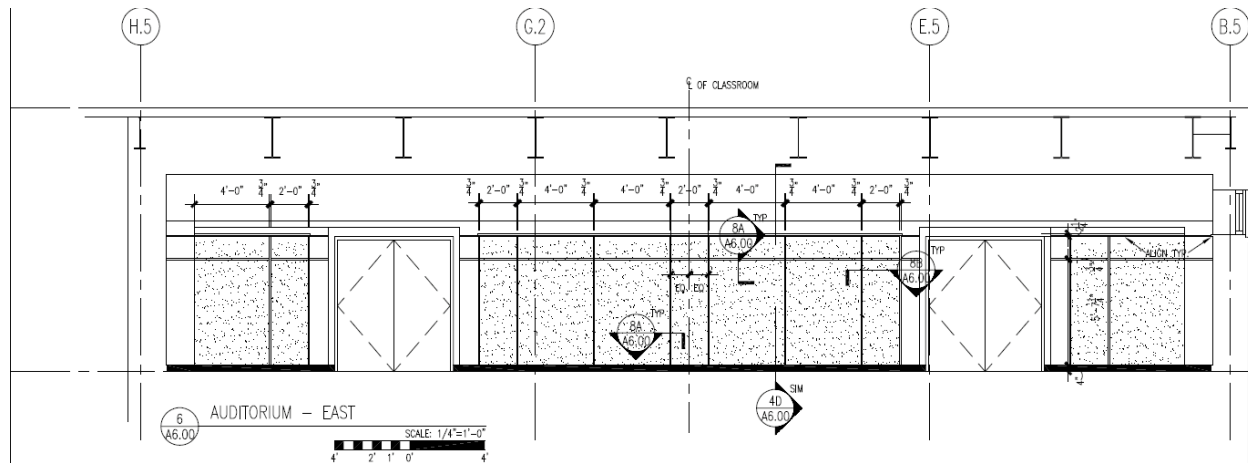 H.5
G.2
E.5
B.5
℄ OF CLASSROOM
4'-0" 3/4" 2'-0" 3/4" 3/4" 2'-0" 3/4" 4'-0" 3/4" 4'-0" 3/4" 2'-0" 3/4" 4'-0" 3/4" 4'-0" 3/4" 2'-0" 3/4"
TYP
8A
A6.00
TYP
8B
A6.00
ALIGN TYP.
EQ. EQ.
TYP
8A
A6.00
SIM
4D
A6.00
6
A6.00
AUDITORIUM – EAST
SCALE: 1/4"=1'-0"
4' 2' 1' 0' 4'